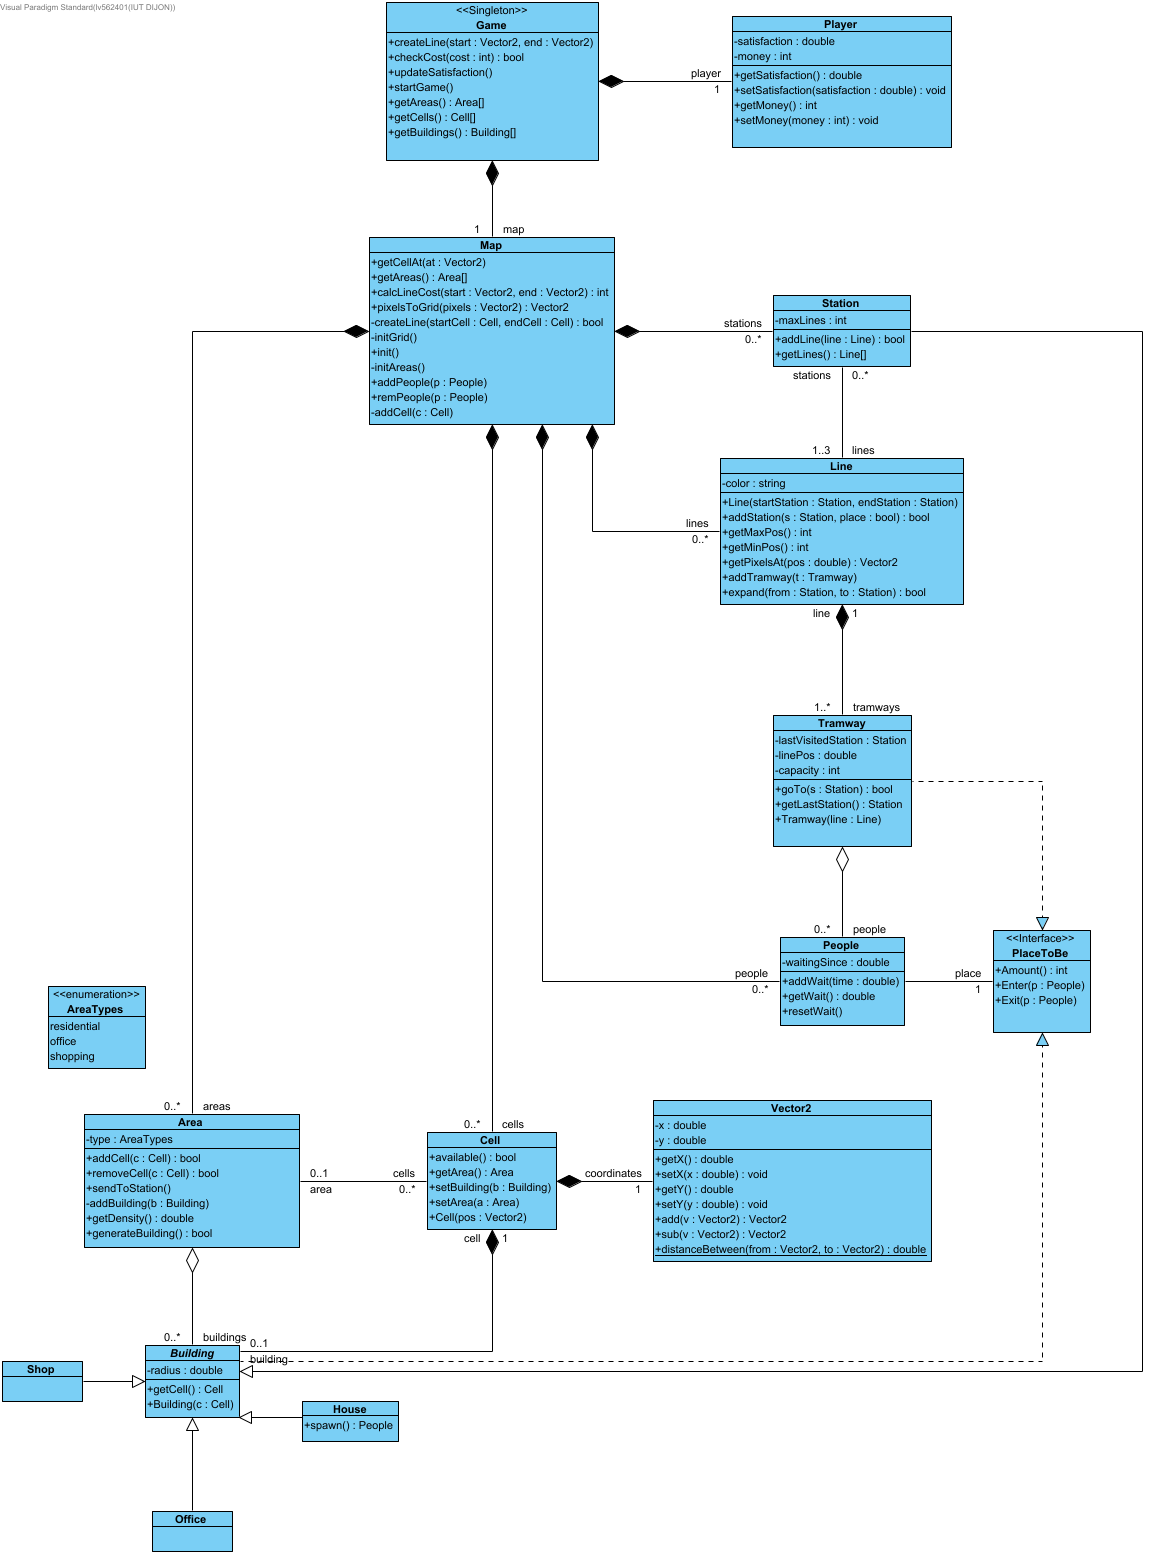 Visual Paradigm Standard(lv562401(IUT DIJON))
<<Singleton>>
Game
+createLine(start : Vector2, end : Vector2)
+checkCost(cost : int) : bool
+updateSatisfaction()
+startGame()
+getAreas() : Area[]
+getCells() : Cell[]
+getBuildings() : Building[]
player
1
Player
-satisfaction : double
-money : int
+getSatisfaction() : double
+setSatisfaction(satisfaction : double) : void
+getMoney() : int
+setMoney(money : int) : void
1 map
Map
+getCellAt(at : Vector2)
+getAreas() : Area[]
+calcLineCost(start : Vector2, end : Vector2) : int
+pixelsToGrid(pixels : Vector2) : Vector2
-createLine(startCell : Cell, endCell : Cell) : bool
-initGrid()
+init()
-initAreas()
+addPeople(p : People)
+remPeople(p : People)
-addCell(c : Cell)
stations
0..*
Station
-maxLines : int
+addLine(line : Line) : bool
+getLines() : Line[]
stations 0..*
1..3 lines
lines
0..*
Line
-color : string
+Line(startStation : Station, endStation : Station)
+addStation(s : Station, place : bool) : bool
+getMaxPos() : int
+getMinPos() : int
+getPixelsAt(pos : double) : Vector2
+addTramway(t : Tramway)
+expand(from : Station, to : Station) : bool
line 1
1..* tramways
Tramway
-lastVisitedStation : Station
-linePos : double
-capacity : int
+goTo(s : Station) : bool
+getLastStation() : Station
+Tramway(line : Line)
0..* people
people
0..*
People
-waitingSince : double
+addWait(time : double)
+getWait() : double
+resetWait()
place
1
<<Interface>>
PlaceToBe
+Amount() : int
+Enter(p : People)
+Exit(p : People)
<<enumeration>>
AreaTypes
residential
office
shopping
0..* areas
Area
-type : AreaTypes
+addCell(c : Cell) : bool
+removeCell(c : Cell) : bool
+sendToStation()
-addBuilding(b : Building)
+getDensity() : double
+generateBuilding() : bool
0..1
area
cells
0..*
0..* cells
Cell
+available() : bool
+getArea() : Area
+setBuilding(b : Building)
+setArea(a : Area)
+Cell(pos : Vector2)
cell 1
coordinates
1
Vector2
-x : double
-y : double
+getX() : double
+setX(x : double) : void
+getY() : double
+setY(y : double) : void
+add(v : Vector2) : Vector2
+sub(v : Vector2) : Vector2
+distanceBetween(from : Vector2, to : Vector2) : double
0..* buildings
0..1
building
Building
-radius : double
+getCell() : Cell
+Building(c : Cell)
Shop
House
+spawn() : People
Office